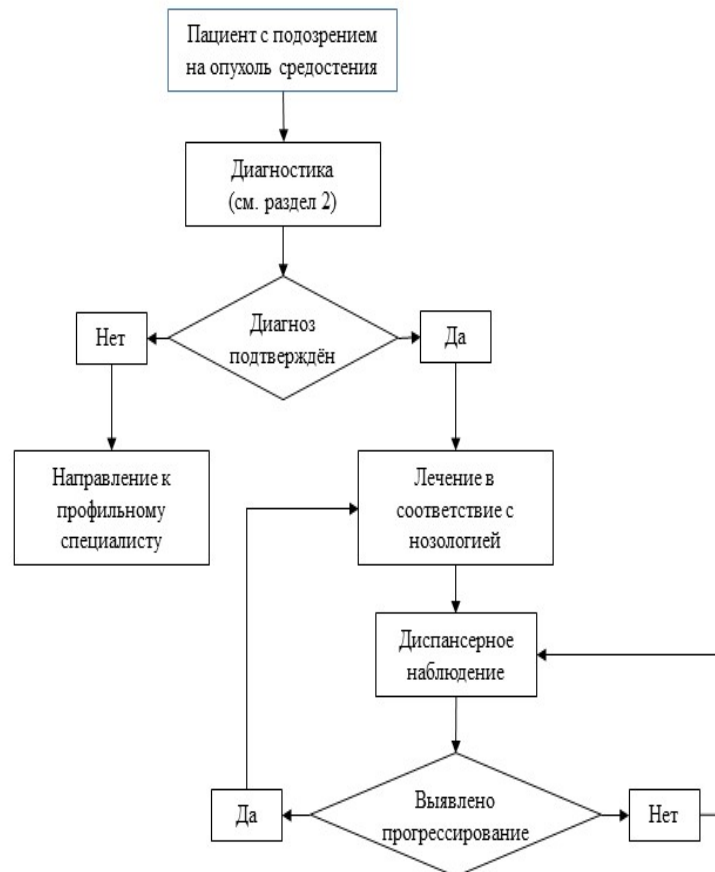 Пациент с подозрением
на опухоль средостения
Диагностика
(см. раздел 2)
Диагноз
подтверждён
Нет
Да
Направление к
профильному
специалисту
Лечение в
соответствие с
нозологией
Диспансерное
наблюдение
Выявлено
прогрессирование
Да
Нет